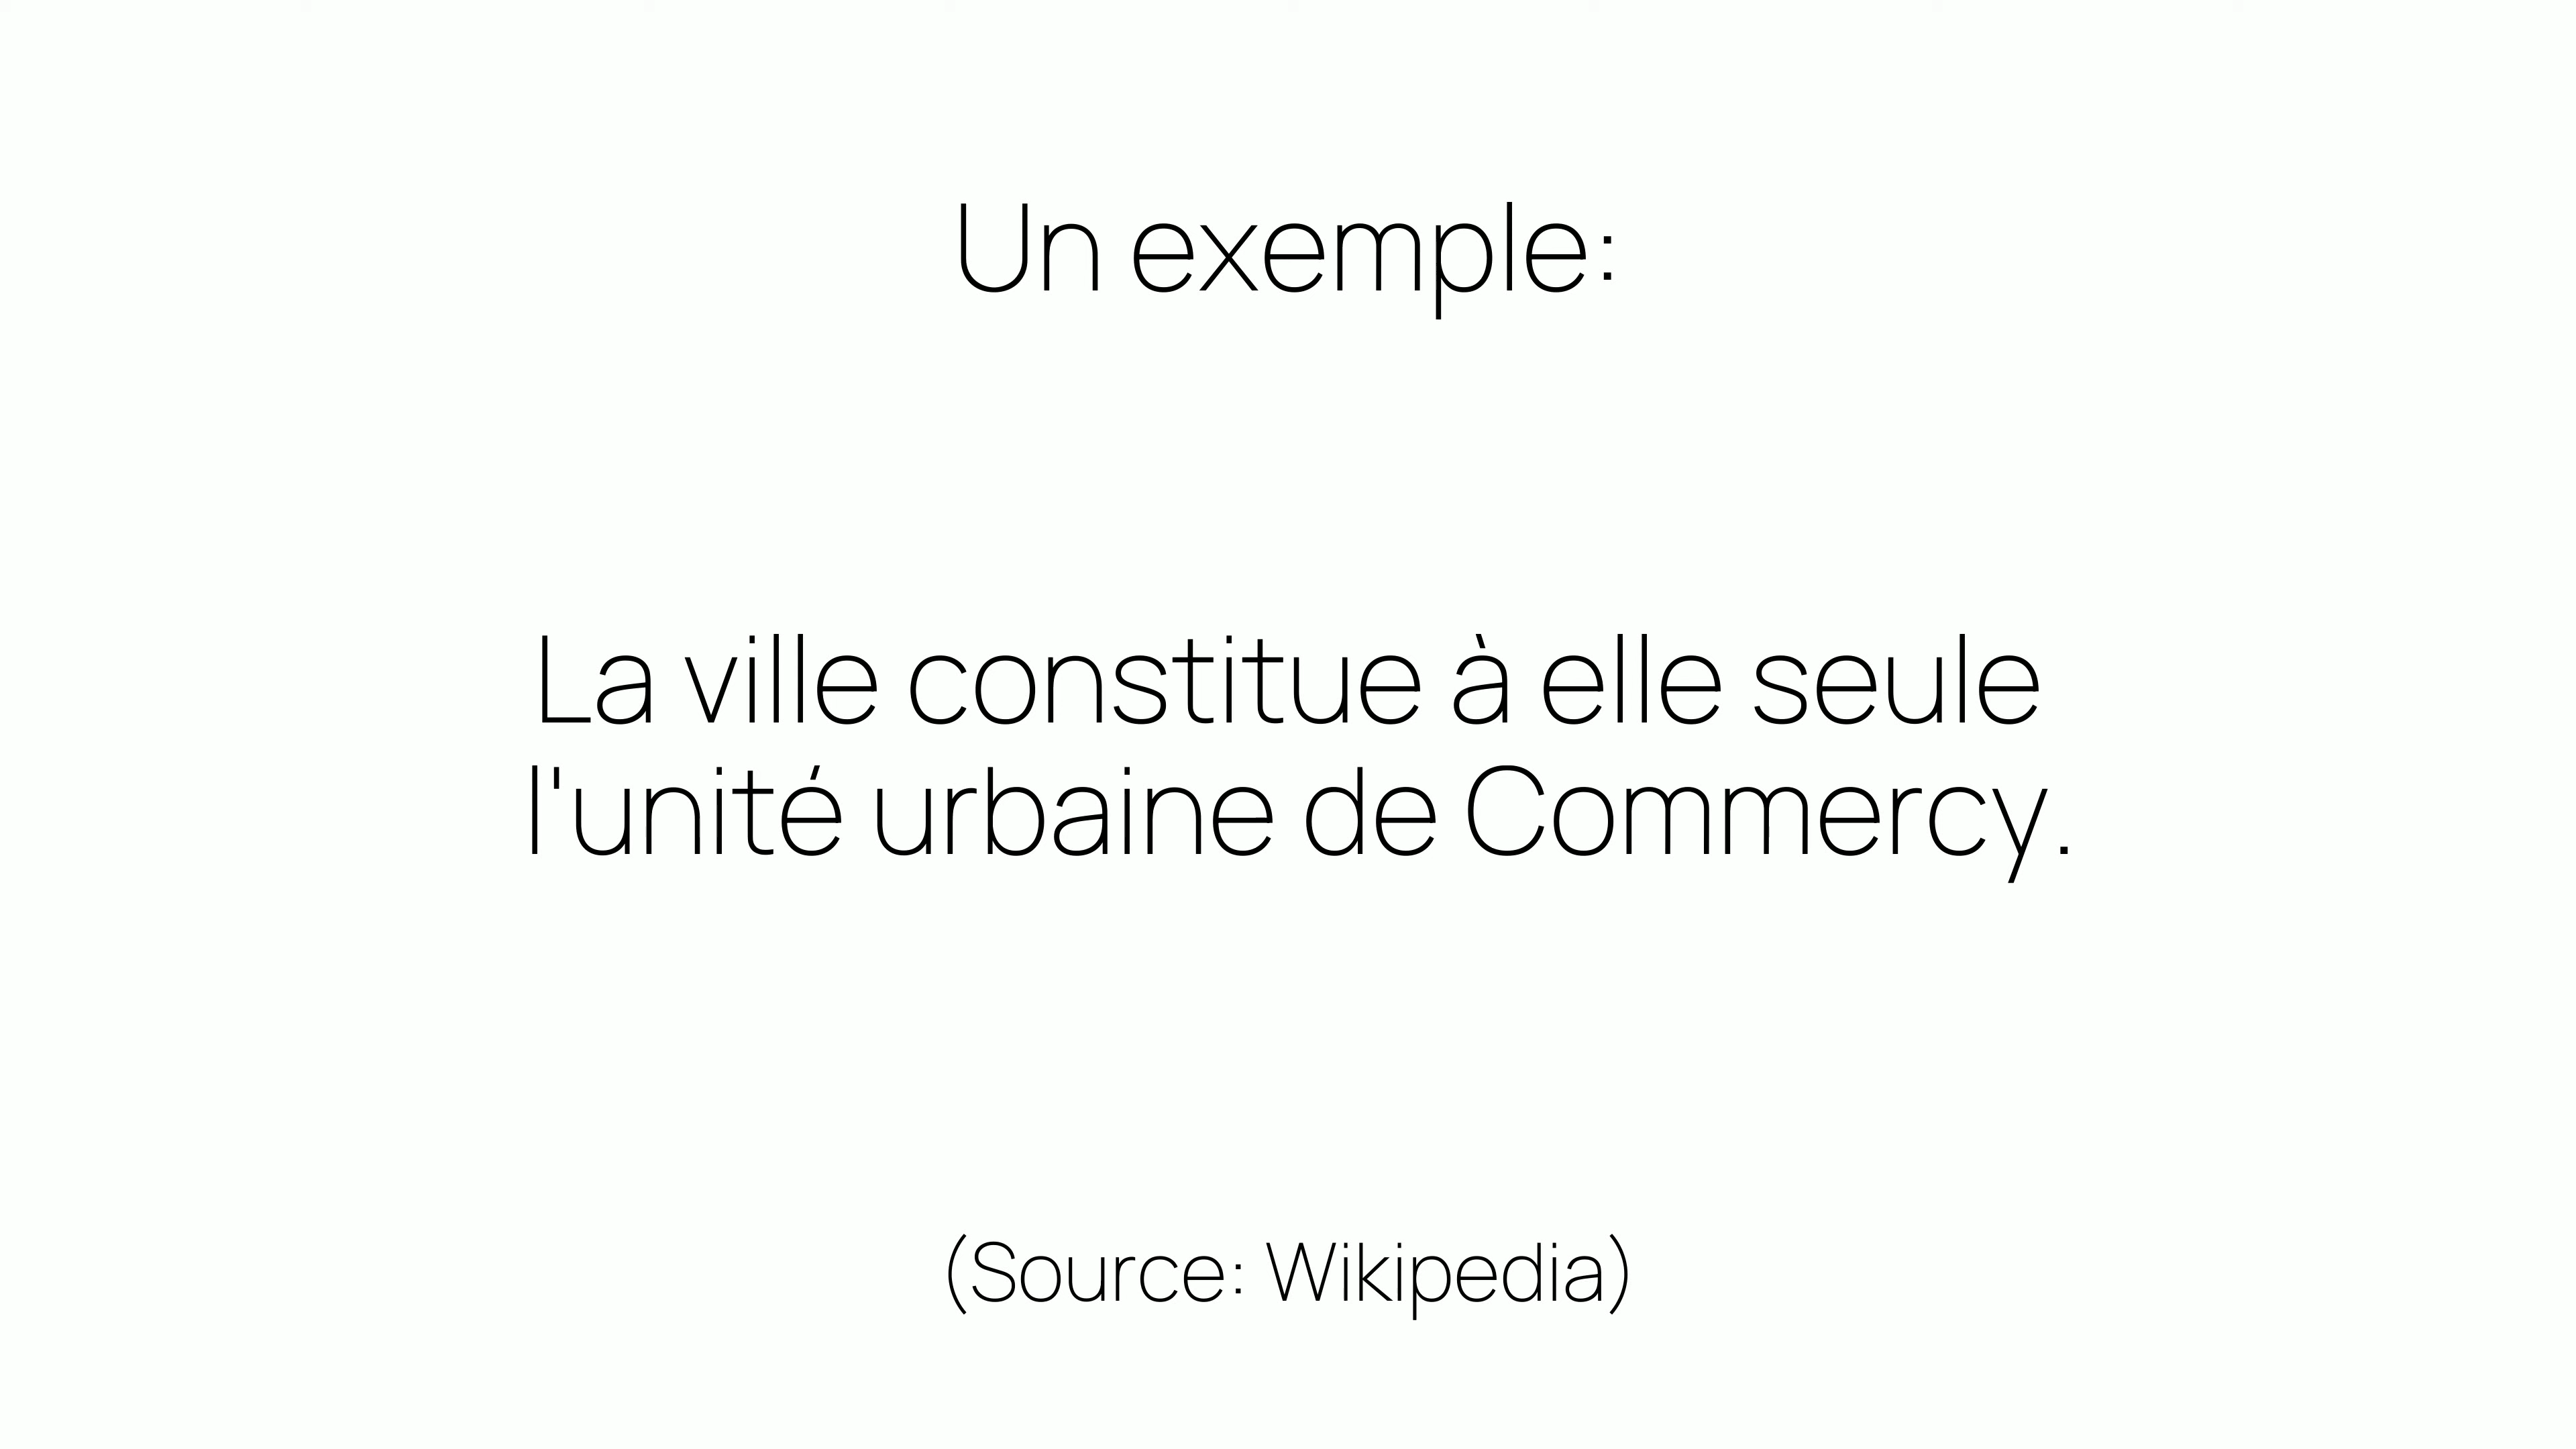 Un exemple:
La ville constitue à elle seule
l'unité urbaine de Commercy.
(Source: Wikipedia)